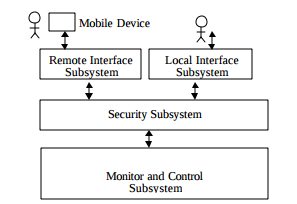 Mobile Device
Remote Interface
Subsystem
Local Interface
Subsystem
Security Subsystem
Monitor and Control
Subsystem